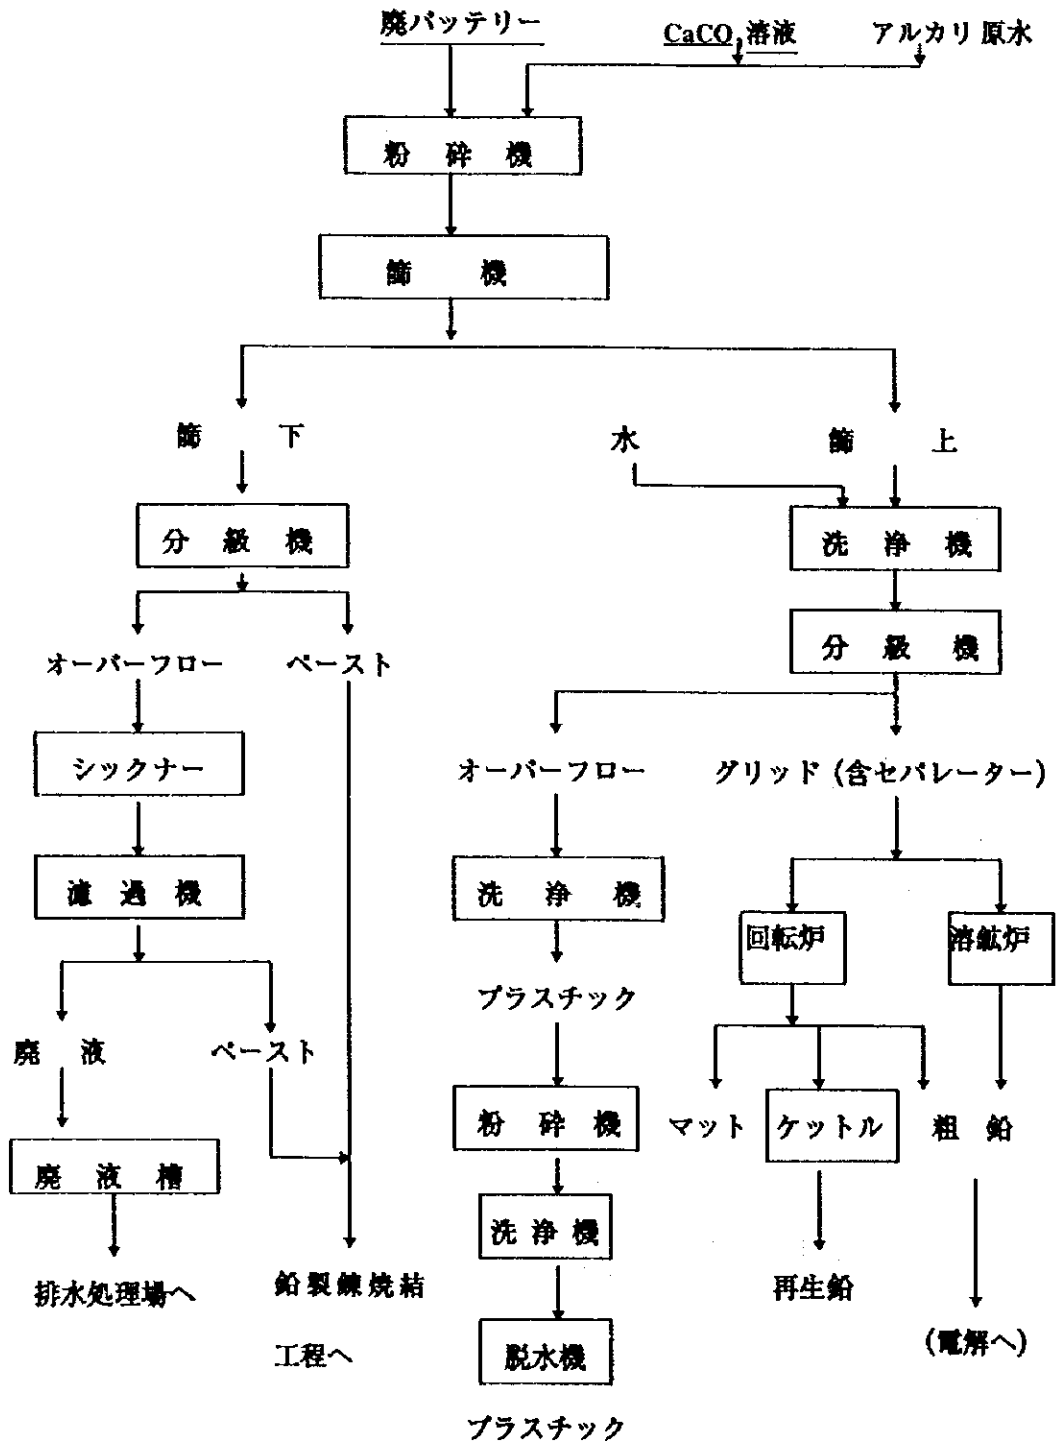 廃バッテリー
CaCO₃溶液
アルカリ原水
粉砕機
篩機
篩下
水
篩上
分級機
洗浄機
分級機
オーバーフロー
ペースト
シックナー
オーバーフロー
グリッド(含セパレーター)
濾過機
洗浄機
回転炉
溶鉱炉
プラスチック
廃液
ペースト
粉砕機
マット
ケットル
粗鉛
廃液槽
洗浄機
排水処理場へ
鉛製錬焼結
工程へ
再生鉛
(電解へ)
脱水機
プラスチック